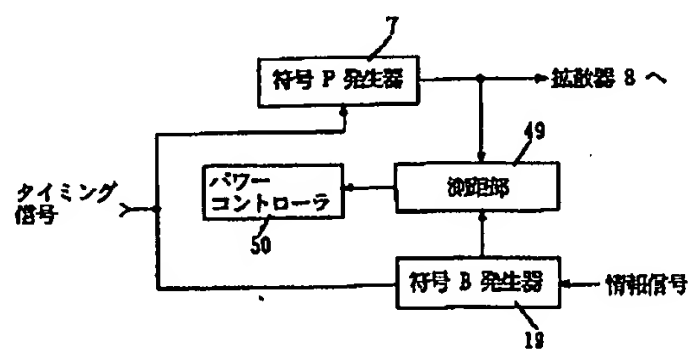 7
符号 P 発生器
拡散器 8 へ
49
測距部
パワー
コントローラ
50
タイミング
信号
符号 B 発生器
情報信号
19